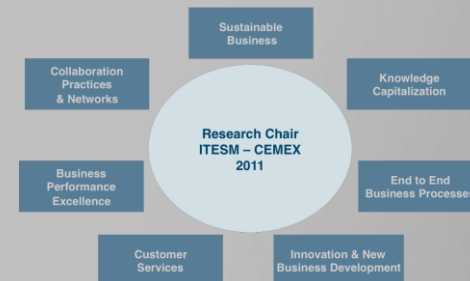 Sustainable
Business
Collaboration
Practices
& Networks
Knowledge
Capitalization
Research Chair
ITESM – CEMEX
2011
Business
Performance
Excellence
End to End
Business Processes
Customer
Services
Innovation & New
Business Development